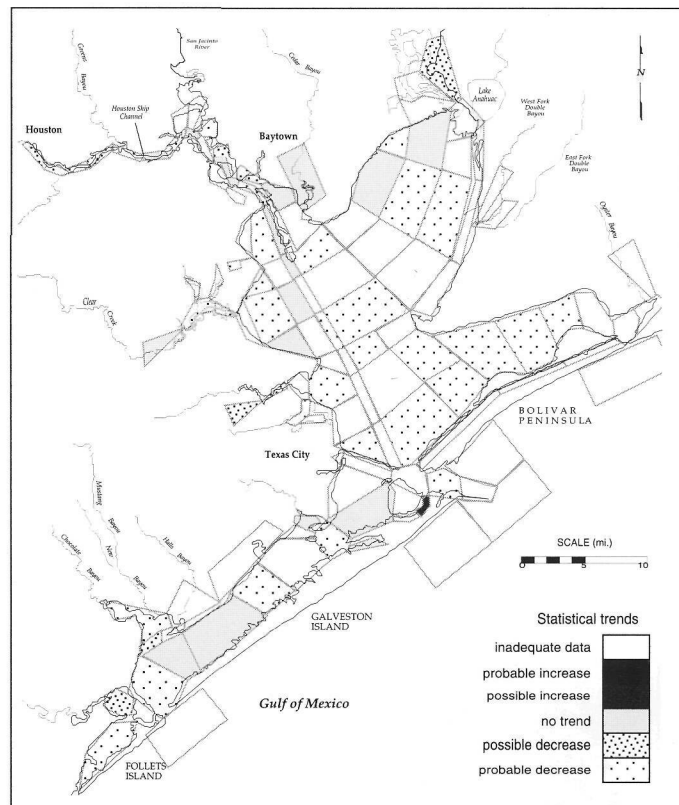 San Jacinto
River
Greens
Bayou
Cedar
Bayou
N
Lake
Anahuac
West Fork
Double
Bayou
Houston Ship
Channel
Houston
Baytown
East Fork
Double
Bayou
Oyster
Bayou
Clear
Creek
BOLIVAR
PENINSULA
Texas City
Mustang
Bayou
Chocolate
Bayou
New
Bayou
Halls
Bayou
SCALE (mi.)
0 5 10
GALVESTON
ISLAND
Gulf of Mexico
FOLLETS
ISLAND
Statistical trends
inadequate data
probable increase
possible increase
no trend
possible decrease
probable decrease